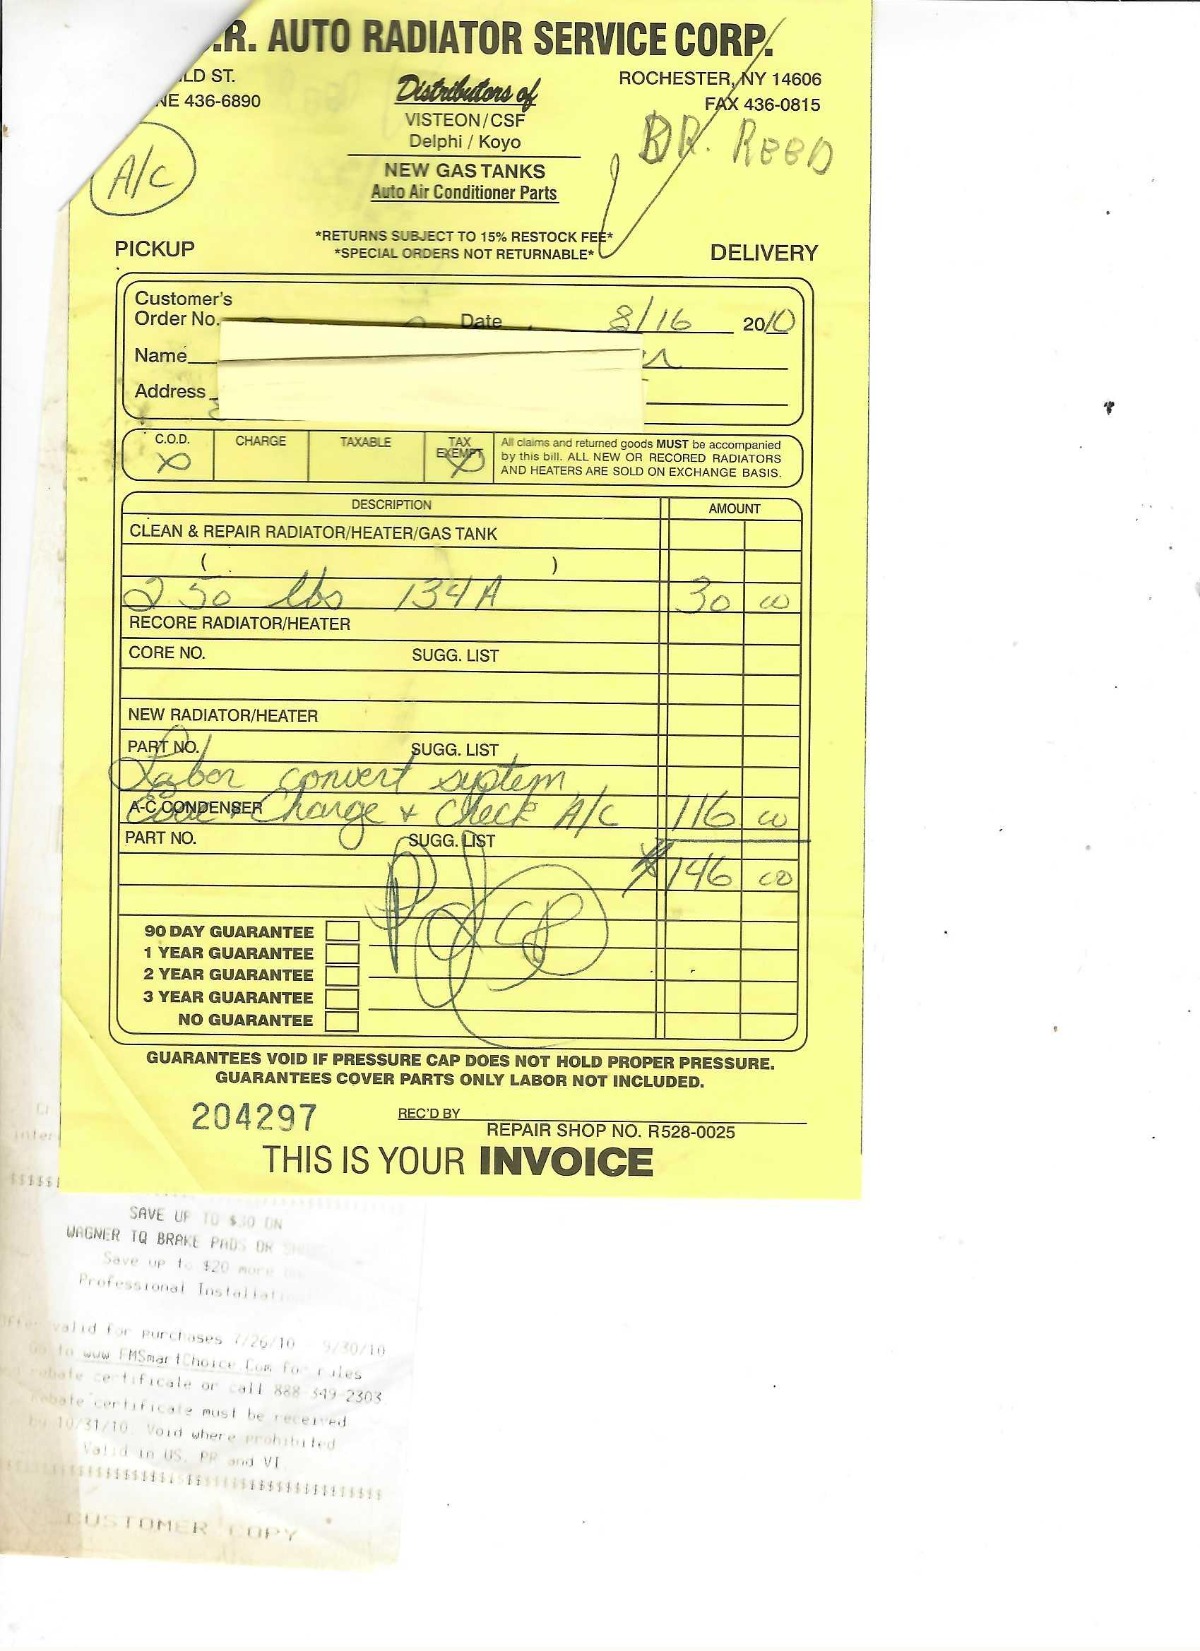 .R. AUTO RADIATOR SERVICE CORP.
LD ST.
NE 436-6890
Distributors of
VISTEON/CSF
Delphi / Koyo
ROCHESTER, NY 14606
FAX 436-0815
DR. REED
A/C
NEW GAS TANKS
Auto Air Conditioner Parts
*RETURNS SUBJECT TO 15% RESTOCK FEE*
*SPECIAL ORDERS NOT RETURNABLE*
PICKUP DELIVERY
Customer's
Order No. Date 8/16 2010
Name
Address
C.O.D. CHARGE TAXABLE TAX EXEMPT
All claims and returned goods MUST be accompanied
by this bill. ALL NEW OR RECORED RADIATORS
AND HEATERS ARE SOLD ON EXCHANGE BASIS.
DESCRIPTION AMOUNT
CLEAN & REPAIR RADIATOR/HEATER/GAS TANK
( )
2 50 lbs 134A 30 00
RECORE RADIATOR/HEATER
CORE NO. SUGG. LIST
NEW RADIATOR/HEATER
PART NO. SUGG. LIST
Labor convert system
A-C CONDENSER
Charge + Check A/C 116 00
PART NO. SUGG. LIST
$146 00
90 DAY GUARANTEE
1 YEAR GUARANTEE
2 YEAR GUARANTEE
3 YEAR GUARANTEE
NO GUARANTEE
GUARANTEES VOID IF PRESSURE CAP DOES NOT HOLD PROPER PRESSURE.
GUARANTEES COVER PARTS ONLY LABOR NOT INCLUDED.
204297
REC'D BY
REPAIR SHOP NO. R528-0025
THIS IS YOUR INVOICE
SAVE UP TO $30 ON
WAGNER TQ BRAKE PADS OR
Save up to $20 more
Professional Installat
valid for purchases 7/26/10 9/30/10
Go to www FMSmartChoice.Com for rules
rebate certificate or call 888-349-2303
rebate certificate must be received
by 10/31/10. Void where prohibited
Valid in US, PR and VI.
$$$$$$$$$$$$$$$$$$$$$$$$$$$$$$$$$$$$$$
CUSTOMER COPY